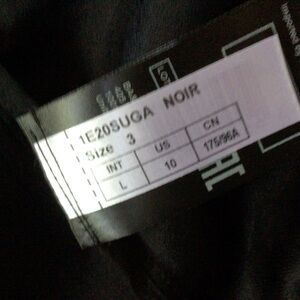 1E20SUGA NOIR
Size 3
INT US CN
L 10 175/96A